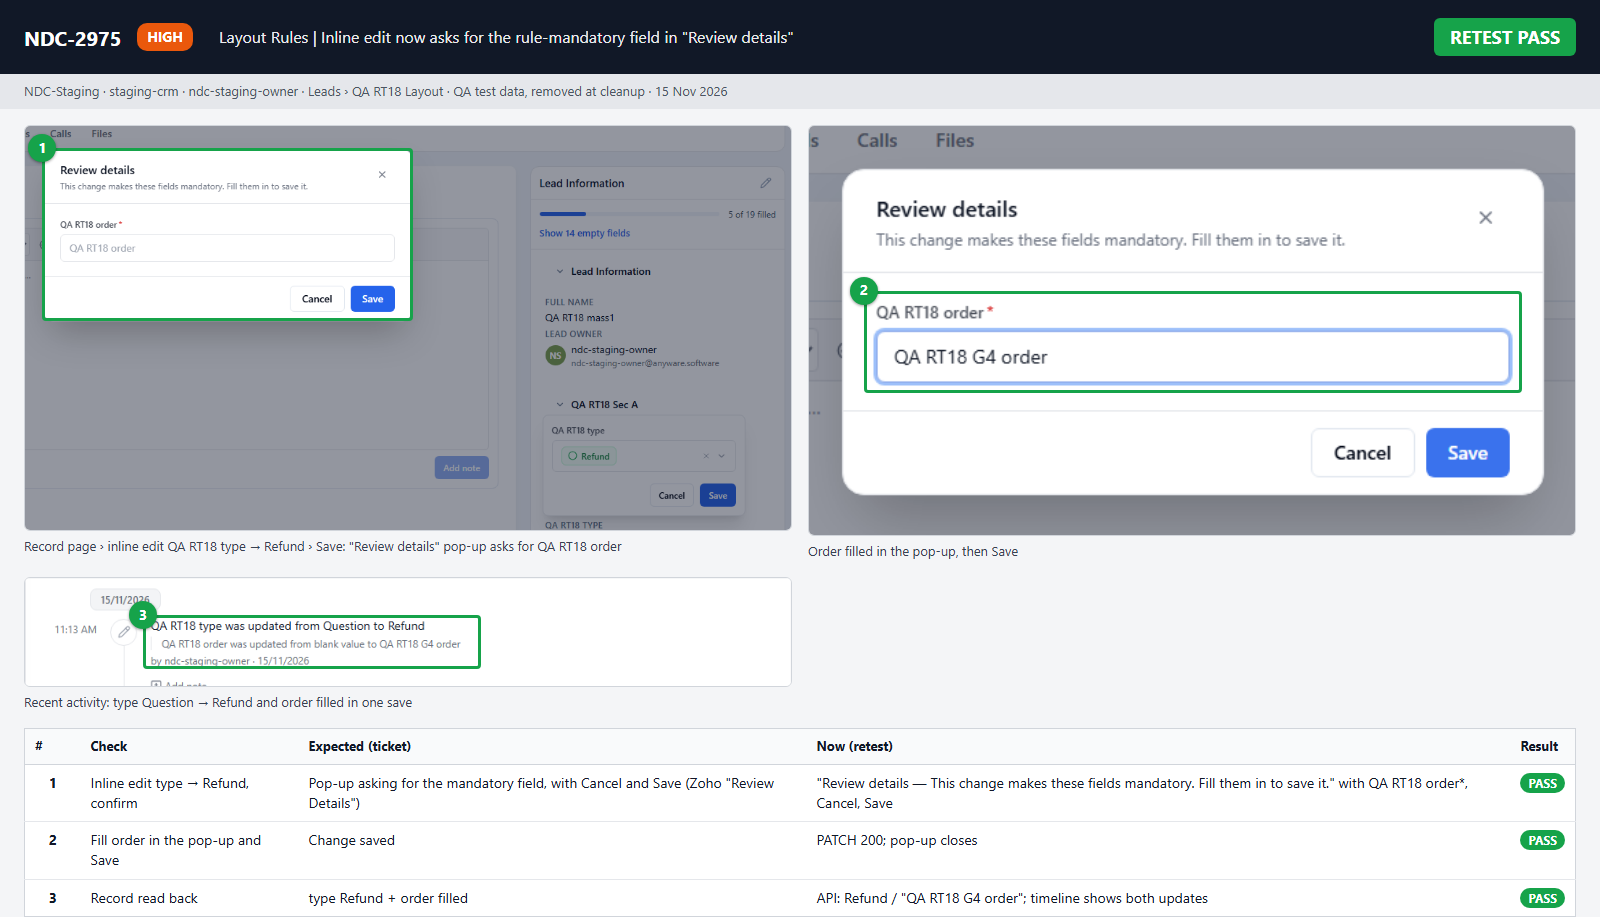 NDC-2975 HIGH Layout Rules | Inline edit now asks for the rule-mandatory field in "Review details" RETEST PASS
NDC-Staging · staging-crm · ndc-staging-owner · Leads › QA RT18 Layout · QA test data, removed at cleanup · 15 Nov 2026
s Calls Files
1
Review details
This change makes these fields mandatory. Fill them in to save it.
QA RT18 order*
QA RT18 order
Cancel Save
Add note
Lead Information
5 of 19 filled
Show 14 empty fields
Lead Information
FULL NAME
QA RT18 mass1
LEAD OWNER
NS ndc-staging-owner
ndc-staging-owner@anyware.software
QA RT18 Sec A
QA RT18 type
Refund
Cancel Save
QA RT18 TYPE
Record page › inline edit QA RT18 type → Refund › Save: "Review details" pop-up asks for QA RT18 order
s Calls Files
Review details
This change makes these fields mandatory. Fill them in to save it.
2
QA RT18 order*
QA RT18 G4 order
Cancel Save
Order filled in the pop-up, then Save
15/11/2026
3
11:13 AM
QA RT18 type was updated from Question to Refund
QA RT18 order was updated from blank value to QA RT18 G4 order
by ndc-staging-owner · 15/11/2026
Add note
Recent activity: type Question → Refund and order filled in one save
# Check Expected (ticket) Now (retest) Result
1 Inline edit type → Refund, confirm Pop-up asking for the mandatory field, with Cancel and Save (Zoho "Review Details") "Review details — This change makes these fields mandatory. Fill them in to save it." with QA RT18 order*, Cancel, Save PASS
2 Fill order in the pop-up and Save Change saved PATCH 200; pop-up closes PASS
3 Record read back type Refund + order filled API: Refund / "QA RT18 G4 order"; timeline shows both updates PASS